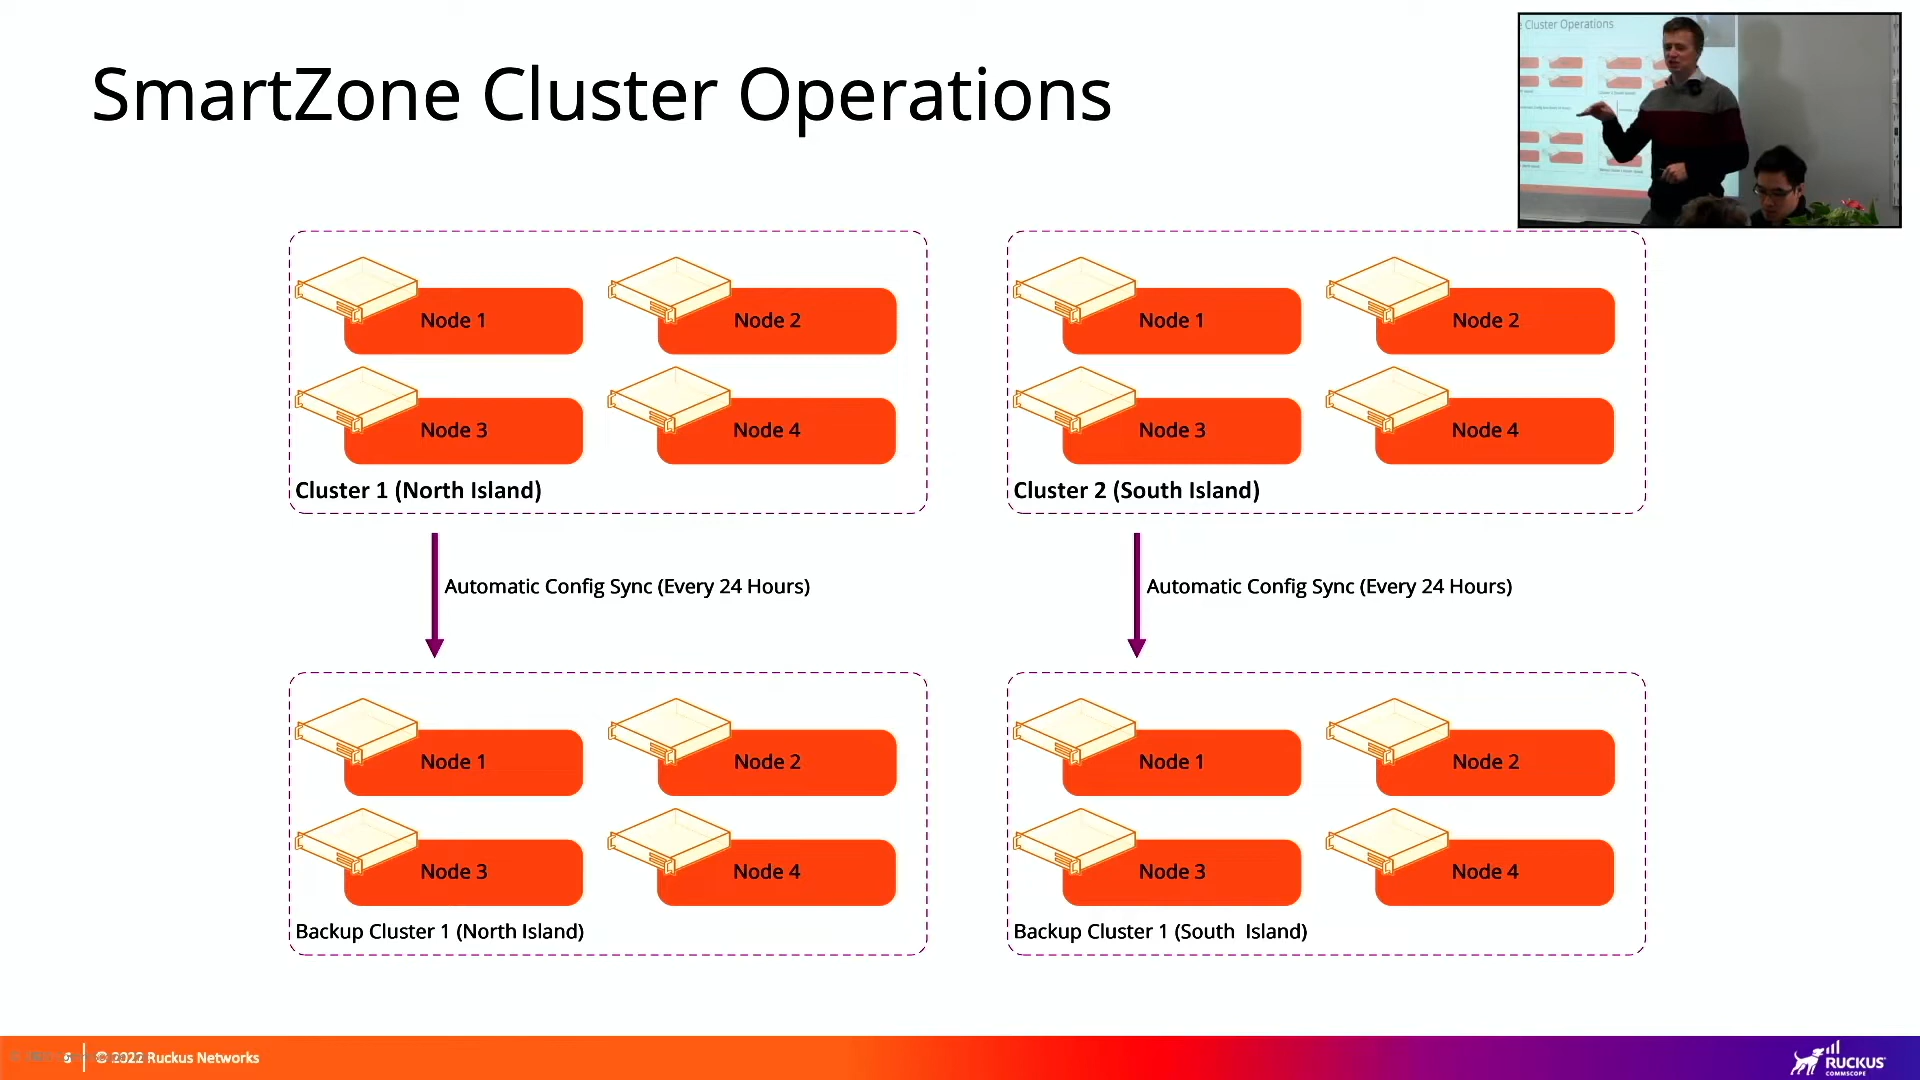 SmartZone Cluster Operations
Cluster Operations
Node 1
Node 2
Node 3
Node 4
Cluster 1 (North Island)
Node 1
Node 2
Node 3
Node 4
Cluster 2 (South Island)
Automatic Config Sync (Every 24 Hours)
Automatic Config Sync (Every 24 Hours)
Node 1
Node 2
Node 3
Node 4
Backup Cluster 1 (North Island)
Node 1
Node 2
Node 3
Node 4
Backup Cluster 1 (South  Island)
6
© 2022 Ruckus Networks
RUCKUS
COMMSCOPE